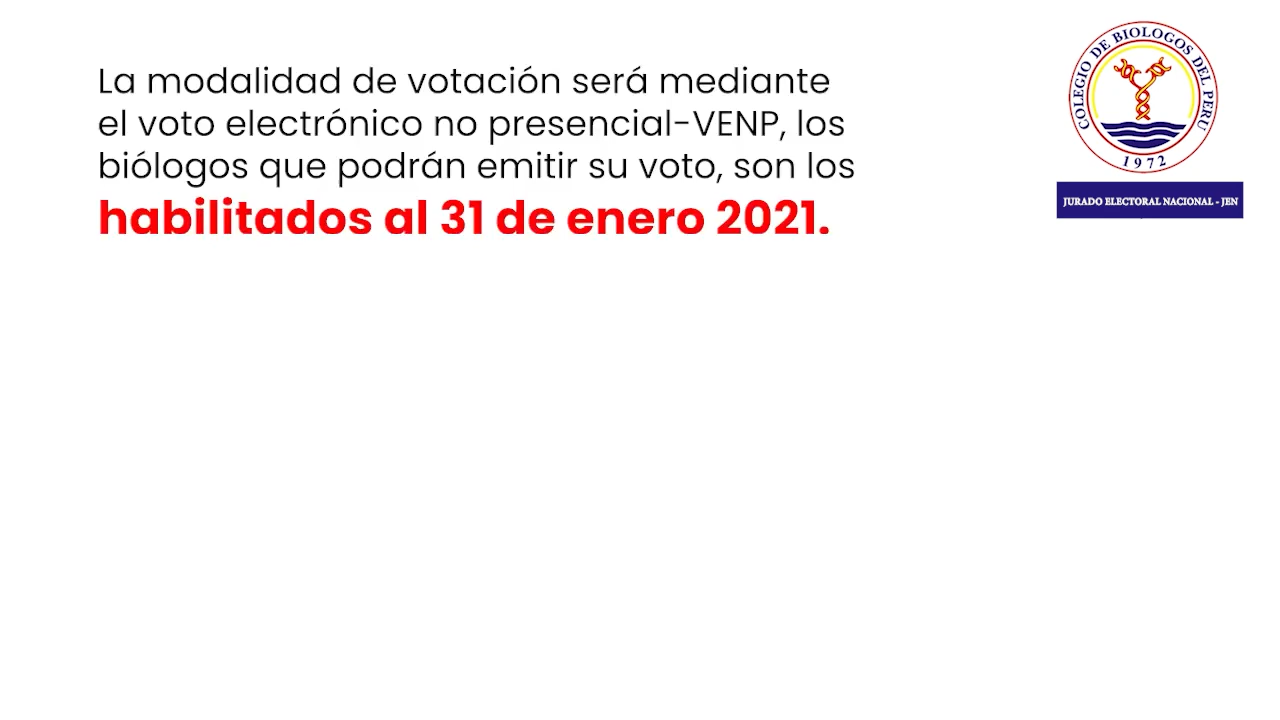 La modalidad de votación será mediante
el voto electrónico no presencial-VENP, los
biólogos que podrán emitir su voto, son los
habilitados al 31 de enero 2021.
COLEGIO DE BIOLOGOS DEL PERU
1972
JURADO ELECTORAL NACIONAL - JEN